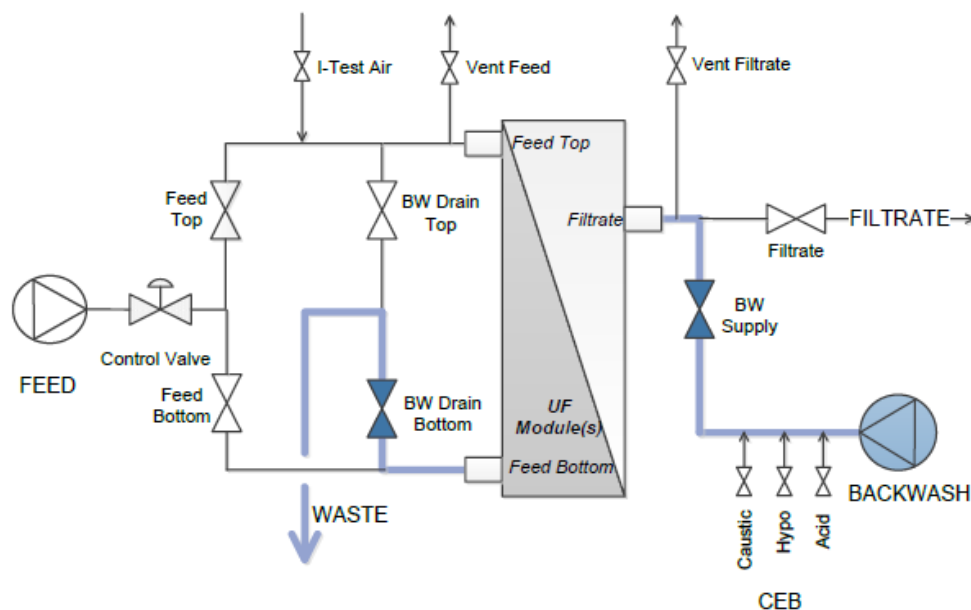 I-Test Air
Vent Feed
Vent Filtrate
Feed Top
Feed
Top
BW Drain
Top
Filtrate
FILTRATE
Filtrate
BW
Supply
Control Valve
FEED
Feed
Bottom
BW Drain
Bottom
UF
Module(s)
Feed Bottom
BACKWASH
WASTE
Caustic
Hypo
Acid
CEB